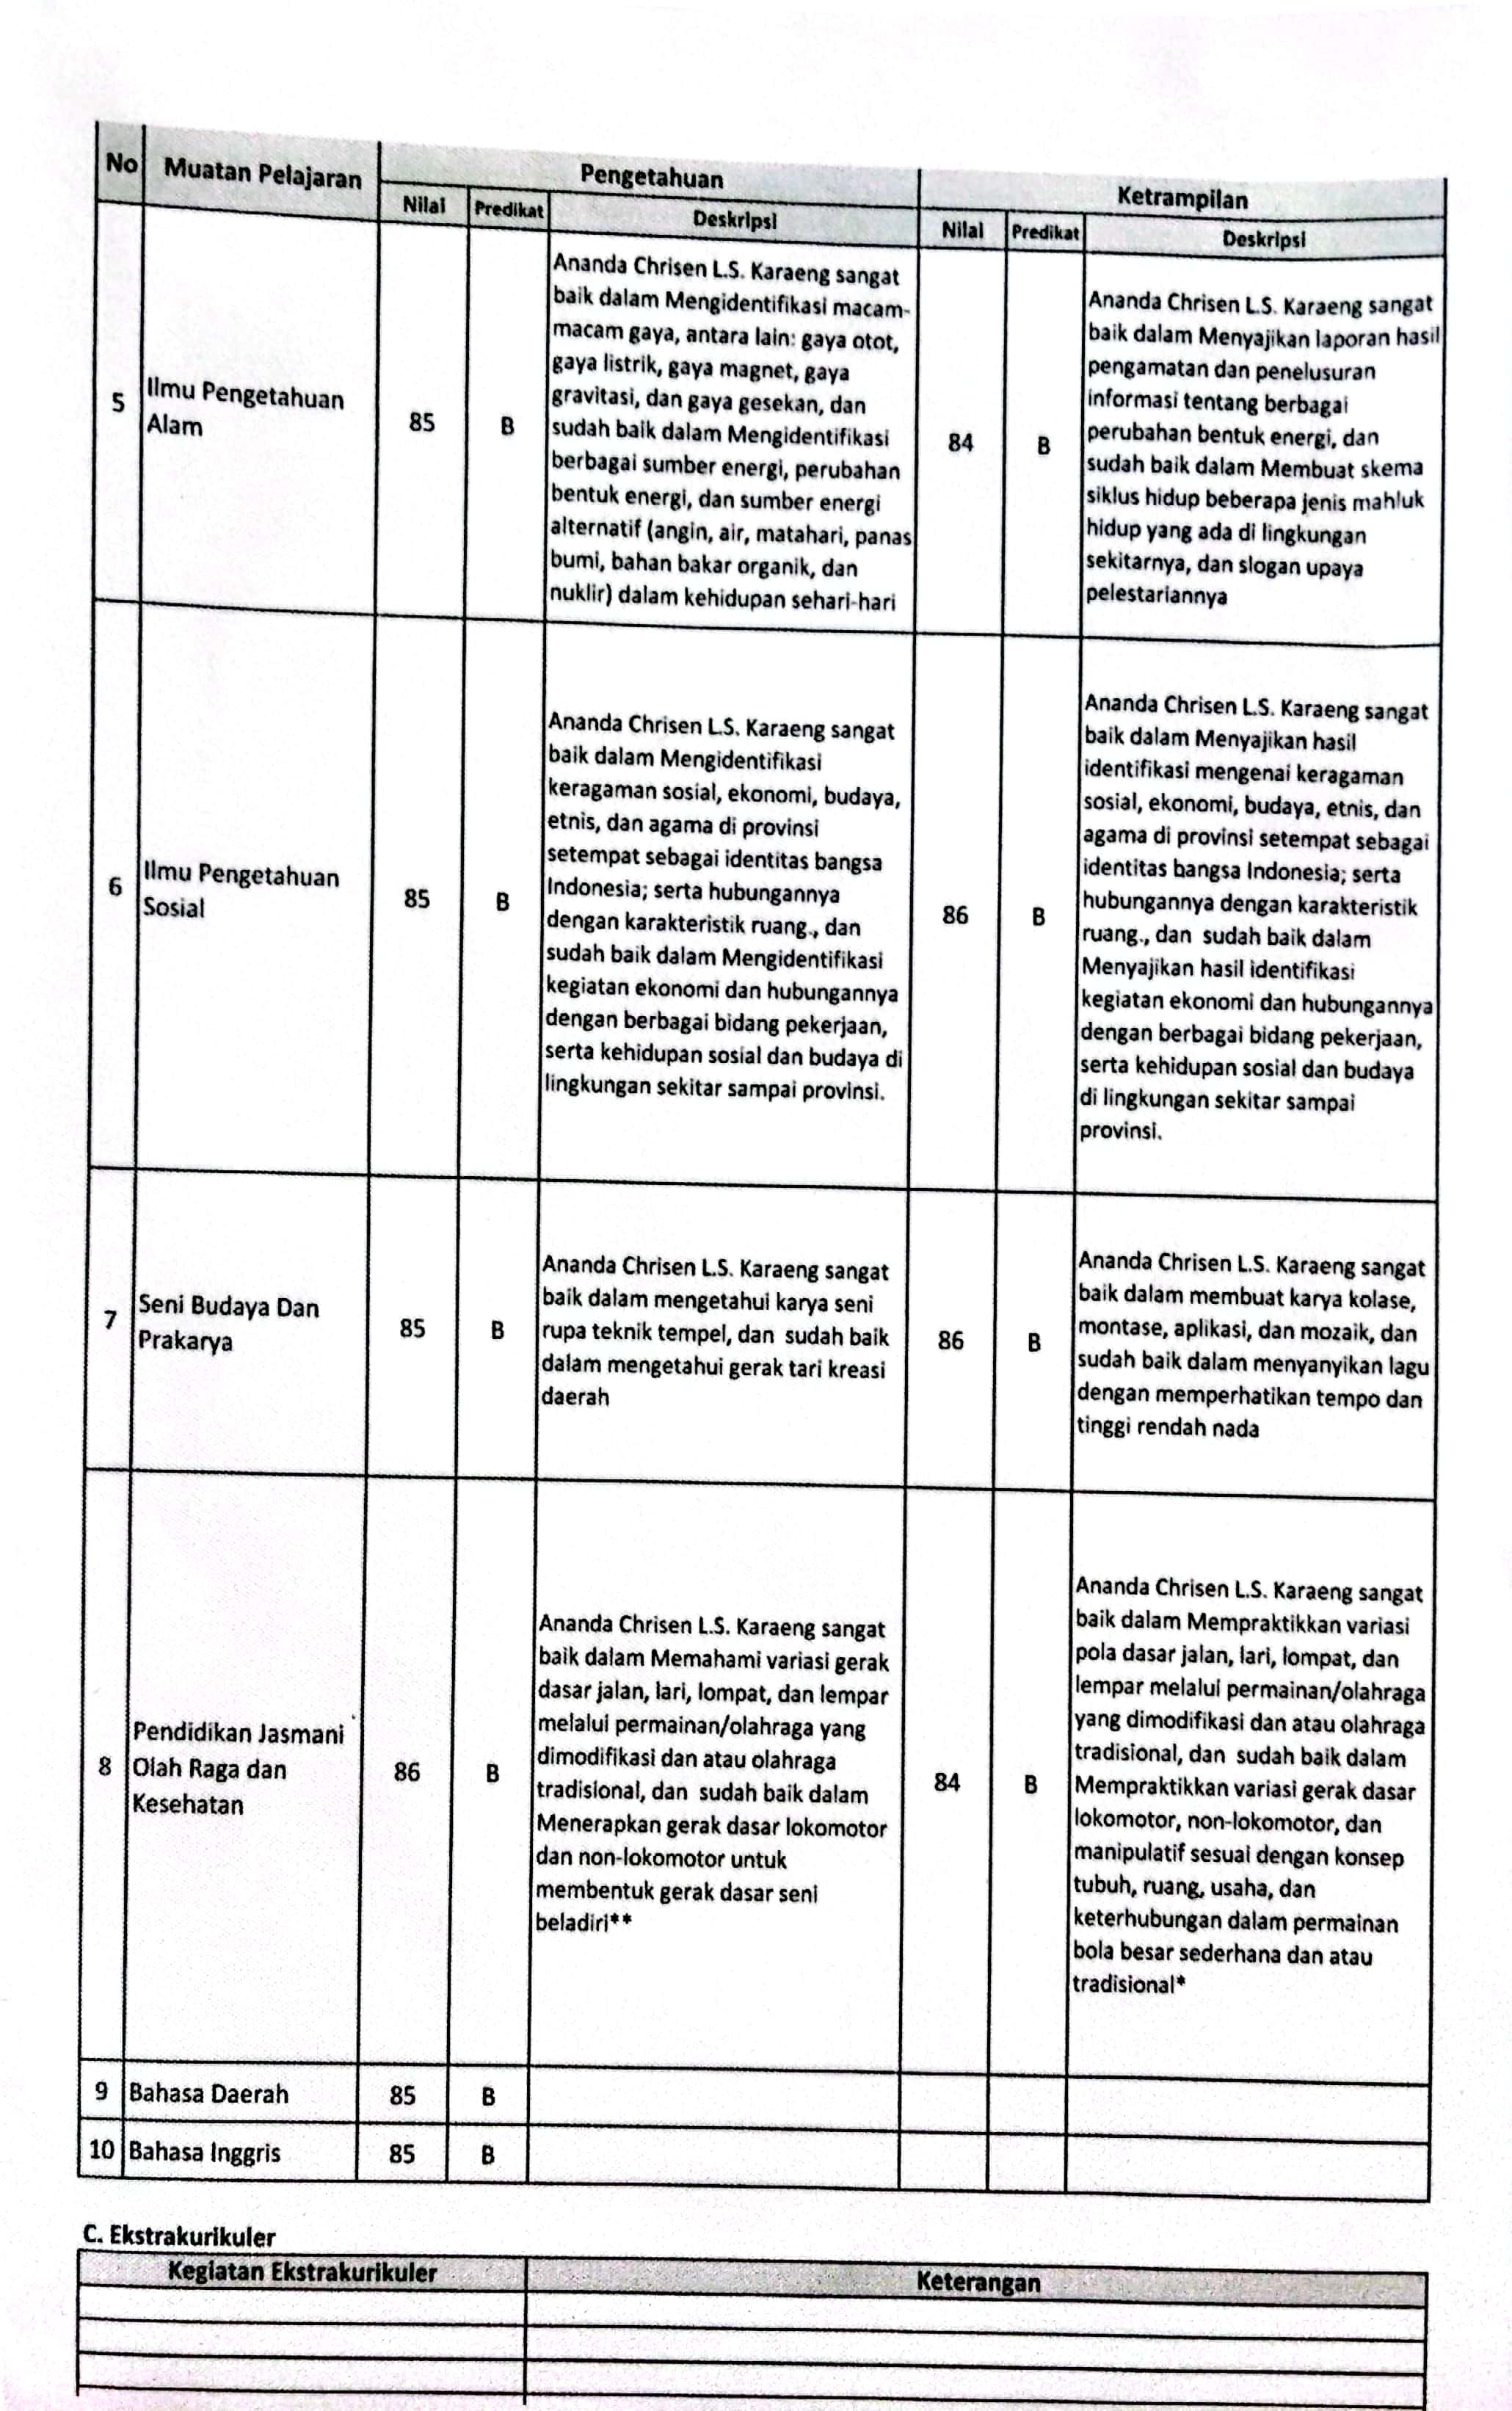 No Muatan Pelajaran Pengetahuan Ketrampilan
Nilai Predikat Deskripsi Nilai Predikat Deskripsi
5
Ilmu Pengetahuan
Alam
85
B
Ananda Chrisen L.S. Karaeng sangat
baik dalam Mengidentifikasi macam-
macam gaya, antara lain: gaya otot,
gaya listrik, gaya magnet, gaya
gravitasi, dan gaya gesekan, dan
sudah baik dalam Mengidentifikasi
berbagai sumber energi, perubahan
bentuk energi, dan sumber energi
alternatif (angin, air, matahari, panas
bumi, bahan bakar organik, dan
nuklir) dalam kehidupan sehari-hari
84
B
Ananda Chrisen L.S. Karaeng sangat
baik dalam Menyajikan laporan hasil
pengamatan dan penelusuran
informasi tentang berbagai
perubahan bentuk energi, dan
sudah baik dalam Membuat skema
siklus hidup beberapa jenis mahluk
hidup yang ada di lingkungan
sekitarnya, dan slogan upaya
pelestariannya
6
Ilmu Pengetahuan
Sosial
85
B
Ananda Chrisen L.S. Karaeng sangat
baik dalam Mengidentifikasi
keragaman sosial, ekonomi, budaya,
etnis, dan agama di provinsi
setempat sebagai identitas bangsa
Indonesia; serta hubungannya
dengan karakteristik ruang., dan
sudah baik dalam Mengidentifikasi
kegiatan ekonomi dan hubungannya
dengan berbagai bidang pekerjaan,
serta kehidupan sosial dan budaya di
lingkungan sekitar sampai provinsi.
86
B
Ananda Chrisen L.S. Karaeng sangat
baik dalam Menyajikan hasil
identifikasi mengenai keragaman
sosial, ekonomi, budaya, etnis, dan
agama di provinsi setempat sebagai
identitas bangsa Indonesia; serta
hubungannya dengan karakteristik
ruang., dan sudah baik dalam
Menyajikan hasil identifikasi
kegiatan ekonomi dan hubungannya
dengan berbagai bidang pekerjaan,
serta kehidupan sosial dan budaya
di lingkungan sekitar sampai
provinsi.
7
Seni Budaya Dan
Prakarya
85
B
Ananda Chrisen L.S. Karaeng sangat
baik dalam mengetahui karya seni
rupa teknik tempel, dan sudah baik
dalam mengetahui gerak tari kreasi
daerah
86
B
Ananda Chrisen L.S. Karaeng sangat
baik dalam membuat karya kolase,
montase, aplikasi, dan mozaik, dan
sudah baik dalam menyanyikan lagu
dengan memperhatikan tempo dan
tinggi rendah nada
8
Pendidikan Jasmani
Olah Raga dan
Kesehatan
86
B
Ananda Chrisen L.S. Karaeng sangat
baik dalam Memahami variasi gerak
dasar jalan, lari, lompat, dan lempar
melalui permainan/olahraga yang
dimodifikasi dan atau olahraga
tradisional, dan sudah baik dalam
Menerapkan gerak dasar lokomotor
dan non-lokomotor untuk
membentuk gerak dasar seni
beladiri**
84
B
Ananda Chrisen L.S. Karaeng sangat
baik dalam Mempraktikkan variasi
pola dasar jalan, lari, lompat, dan
lempar melalui permainan/olahraga
yang dimodifikasi dan atau olahraga
tradisional, dan sudah baik dalam
Mempraktikkan variasi gerak dasar
lokomotor, non-lokomotor, dan
manipulatif sesuai dengan konsep
tubuh, ruang, usaha, dan
keterhubungan dalam permainan
bola besar sederhana dan atau
tradisional*
9 Bahasa Daerah 85 B
10 Bahasa Inggris 85 B
C. Ekstrakurikuler
Kegiatan Ekstrakurikuler Keterangan